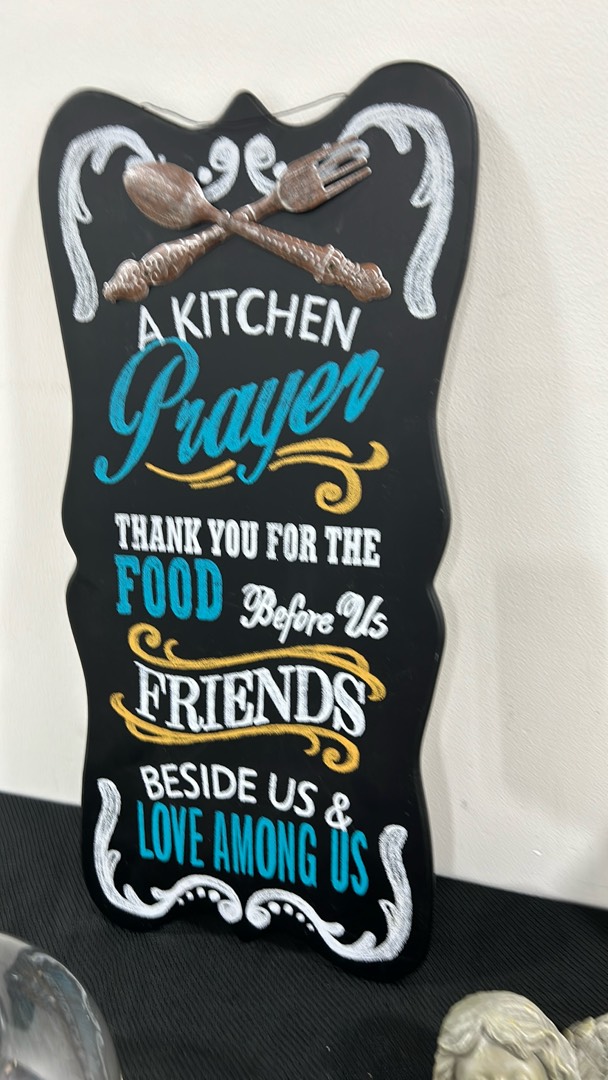 A KITCHEN
Prayer
THANK YOU FOR THE
FOOD Before Us
FRIENDS
BESIDE US &
LOVE AMONG US